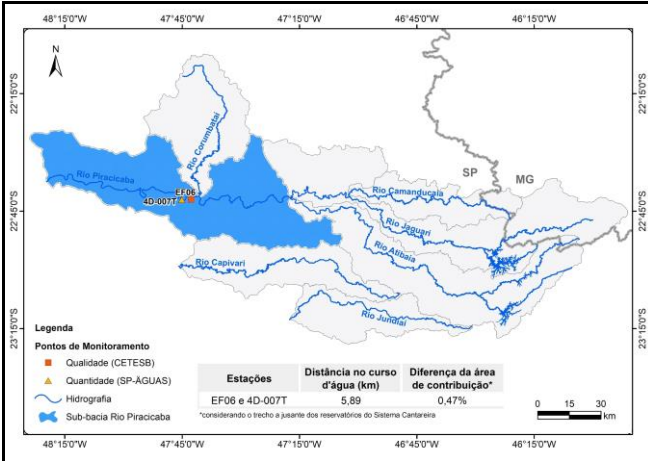 48°15'0"W 47°45'0"W 47°15'0"W 46°45'0"W 46°15'0"W
N
22°15'0"S 22°15'0"S
Rio Corumbataí
SP MG
Rio Piracicaba
EF06
4D-007T
Rio Camanducaia
22°45'0"S 22°45'0"S
Rio Jaguari
Rio Atibaia
Rio Capivari
Rio Jundiaí
23°15'0"S 23°15'0"S
Legenda
Pontos de Monitoramento
Qualidade (CETESB)
Quantidade (SP-ÁGUAS)
Hidrografia
Sub-bacia Rio Piracicaba
Estações Distância no curso d'água (km) Diferença da área de contribuição*
EF06 e 4D-007T 5,89 0,47%
*considerando o trecho a jusante dos reservatórios do Sistema Cantareira
0 15 30
km
48°15'0"W 47°45'0"W 47°15'0"W 46°45'0"W 46°15'0"W